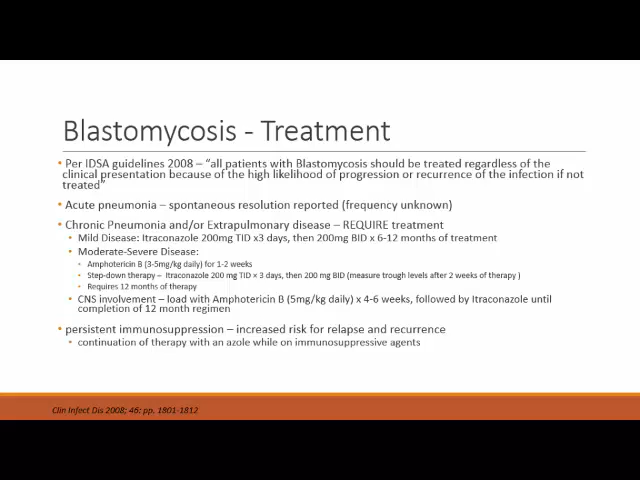 Blastomycosis - Treatment
• Per IDSA guidelines 2008 – “all patients with Blastomycosis should be treated regardless of the
clinical presentation because of the high likelihood of progression or recurrence of the infection if not
treated”
• Acute pneumonia – spontaneous resolution reported (frequency unknown)
• Chronic Pneumonia and/or Extrapulmonary disease – REQUIRE treatment
• Mild Disease: Itraconazole 200mg TID x3 days, then 200mg BID x 6-12 months of treatment
• Moderate-Severe Disease:
• Amphotericin B (3-5mg/kg daily) for 1-2 weeks
• Step-down therapy – Itraconazole 200 mg TID × 3 days, then 200 mg BID (measure trough levels after 2 weeks of therapy )
• Requires 12 months of therapy
• CNS involvement – load with Amphotericin B (5mg/kg daily) x 4-6 weeks, followed by Itraconazole until
completion of 12 month regimen
• persistent immunosuppression – increased risk for relapse and recurrence
• continuation of therapy with an azole while on immunosuppressive agents
Clin Infect Dis 2008; 46: pp. 1801-1812